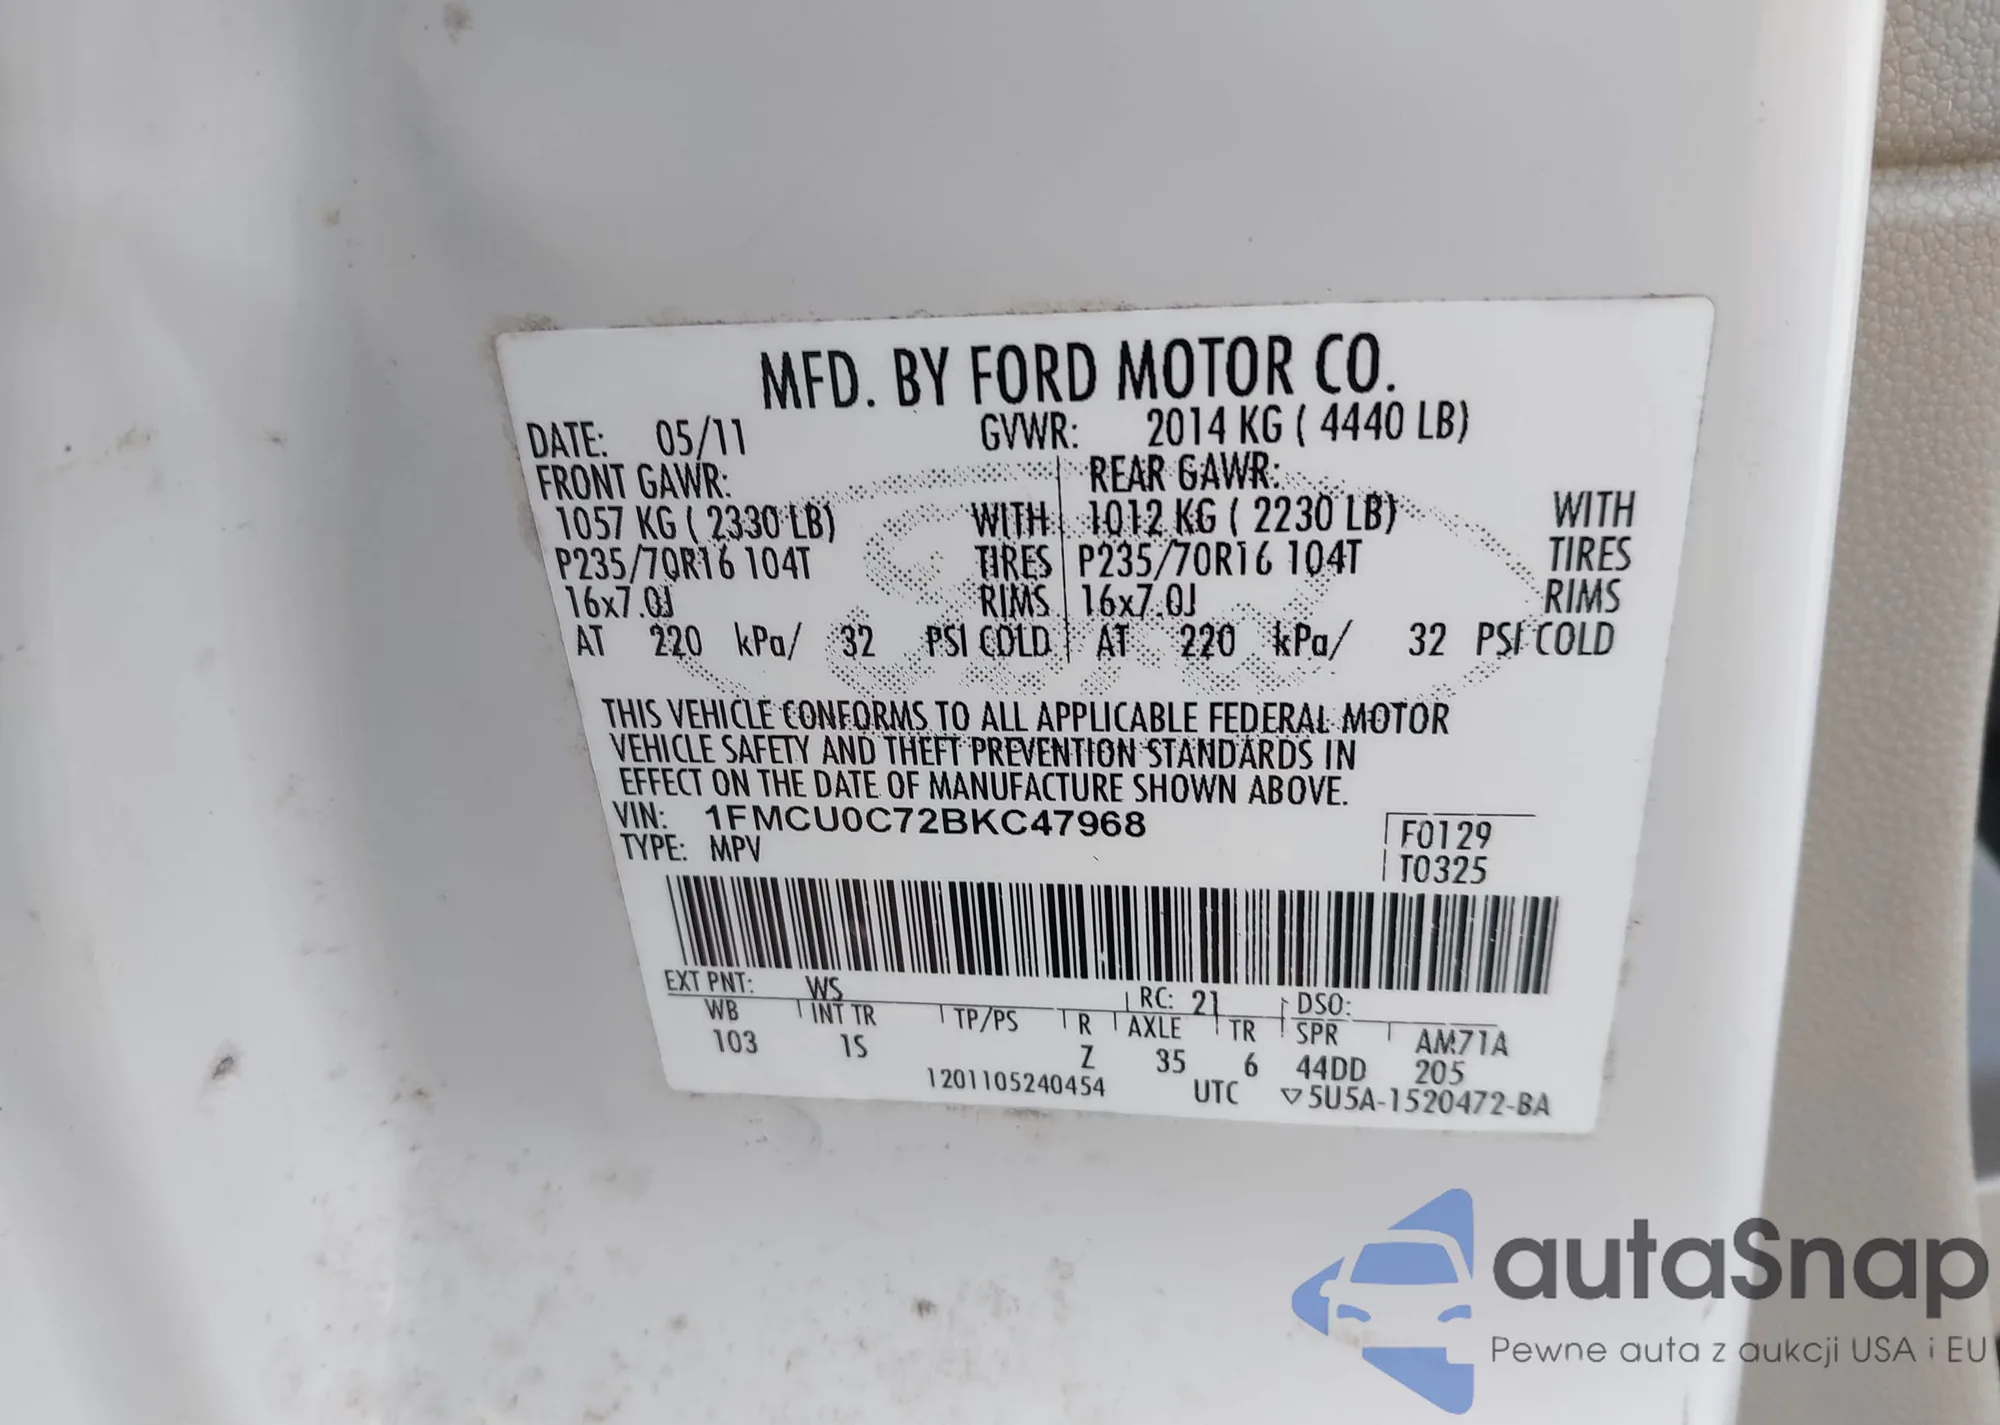 MFD. BY FORD MOTOR CO.
DATE: 05/11 GVWR: 2014 KG ( 4440 LB)
FRONT GAWR: REAR GAWR:
1057 KG ( 2330 LB) WITH 1012 KG ( 2230 LB) WITH
P235/70R16 104T TIRES P235/70R16 104T TIRES
16x7.0J RIMS 16x7.0J RIMS
AT 220 kPa/ 32 PSI COLD AT 220 kPa/ 32 PSI COLD
THIS VEHICLE CONFORMS TO ALL APPLICABLE FEDERAL MOTOR
VEHICLE SAFETY AND THEFT PREVENTION STANDARDS IN
EFFECT ON THE DATE OF MANUFACTURE SHOWN ABOVE.
VIN: 1FMCU0C72BKC47968
TYPE: MPV
F0129
T0325
EXT PNT: WS RC: 21 DSO:
WB INT TR TP/PS R AXLE TR SPR AM71A
103 1S Z 35 6 44DD 205
1201105240454 UTC ▽5U5A-1520472-BA
autaSnap
Pewne auta z aukcji USA i EU